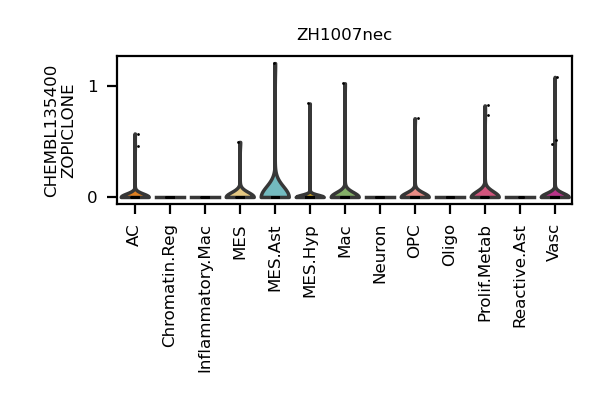 ZH1007nec
CHEMBL135400
ZOPICLONE
1
0
AC
Chromatin.Reg
Inflammatory.Mac
MES
MES.Ast
MES.Hyp
Mac
Neuron
OPC
Oligo
Prolif.Metab
Reactive.Ast
Vasc